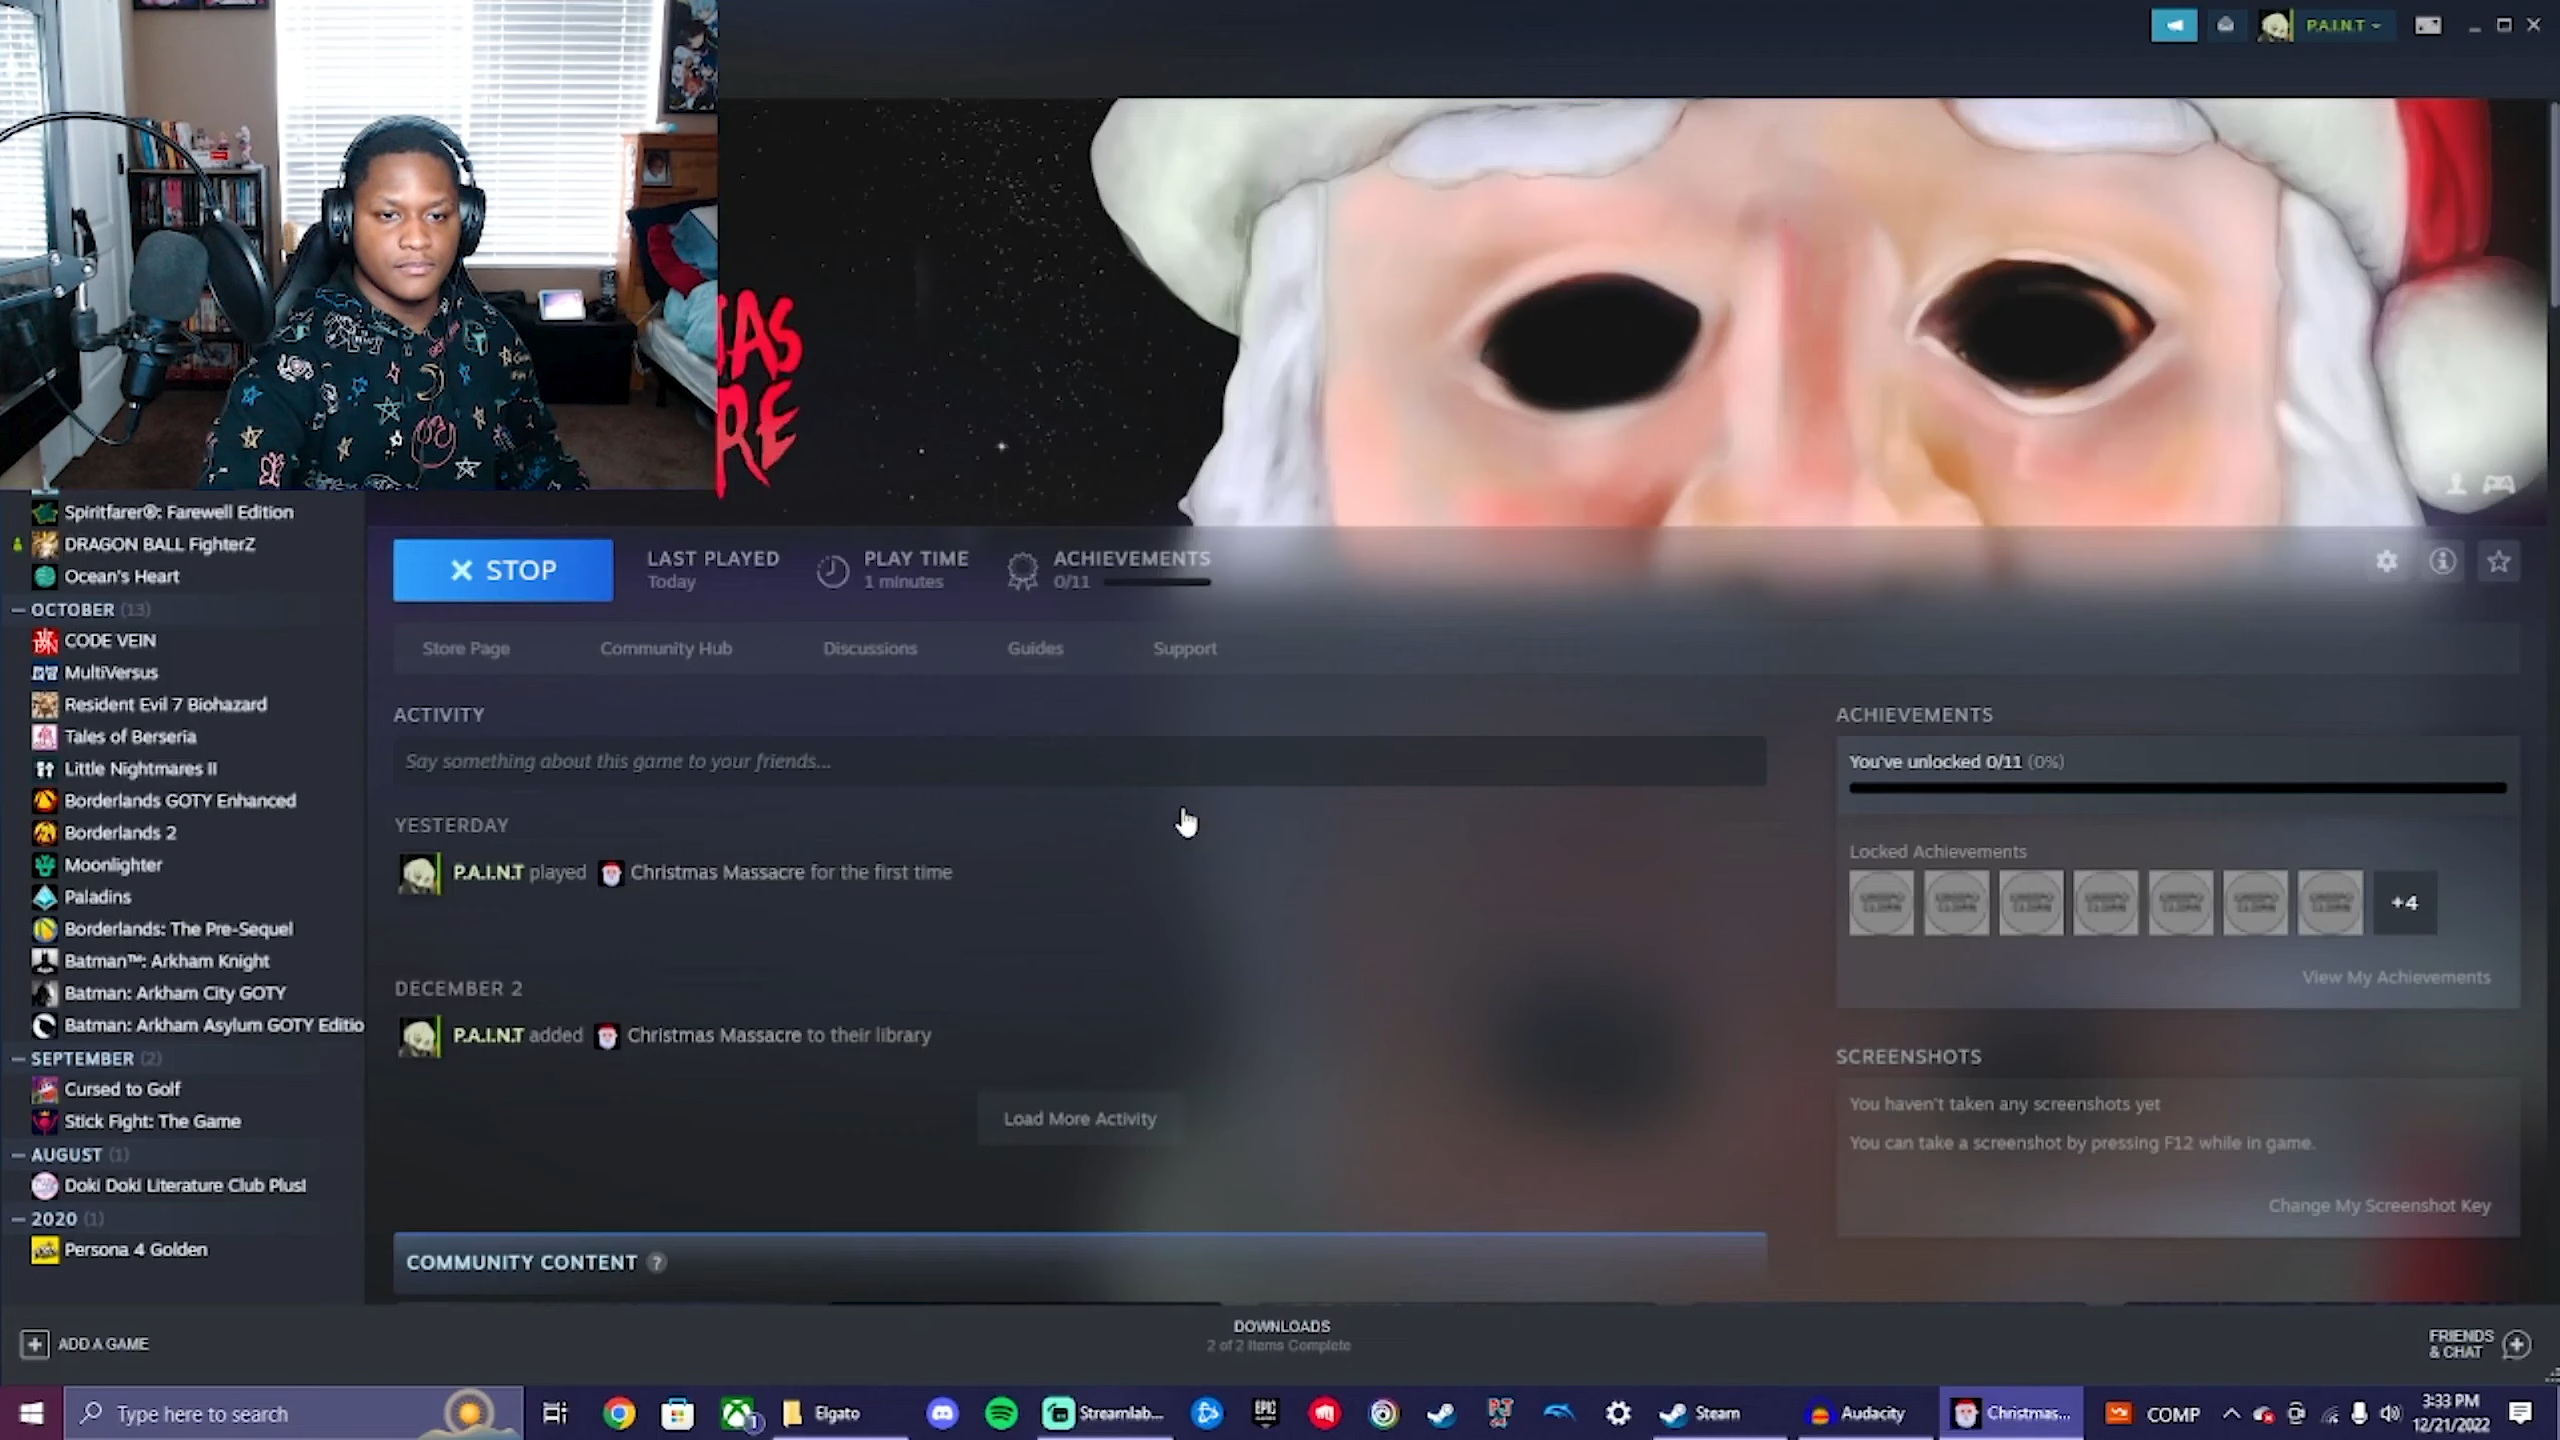 P.A.I.N.T
AS
RE
Spiritfarer®: Farewell Edition
DRAGON BALL FighterZ
Ocean's Heart
OCTOBER (13)
CODE VEIN
MultiVersus
Resident Evil 7 Biohazard
Tales of Berseria
Little Nightmares II
Borderlands GOTY Enhanced
Borderlands 2
Moonlighter
Paladins
Borderlands: The Pre-Sequel
Batman™: Arkham Knight
Batman: Arkham City GOTY
Batman: Arkham Asylum GOTY Editio
SEPTEMBER (2)
Cursed to Golf
Stick Fight: The Game
AUGUST (1)
Doki Doki Literature Club Plus!
2020 (1)
Persona 4 Golden
STOP
LAST PLAYED
Today
PLAY TIME
1 minutes
ACHIEVEMENTS
0/11
Store Page Community Hub Discussions Guides Support
ACTIVITY
Say something about this game to your friends...
YESTERDAY
P.A.I.N.T played Christmas Massacre for the first time
DECEMBER 2
P.A.I.N.T added Christmas Massacre to their library
Load More Activity
COMMUNITY CONTENT ?
ACHIEVEMENTS
You've unlocked 0/11 (0%)
Locked Achievements
+4
View My Achievements
SCREENSHOTS
You haven't taken any screenshots yet
You can take a screenshot by pressing F12 while in game.
Change My Screenshot Key
ADD A GAME
DOWNLOADS
2 of 2 Items Complete
FRIENDS
& CHAT
Type here to search
Elgato
Streamlab...
EPIC
Steam
Audacity
Christmas...
COMP
3:33 PM
12/21/2022